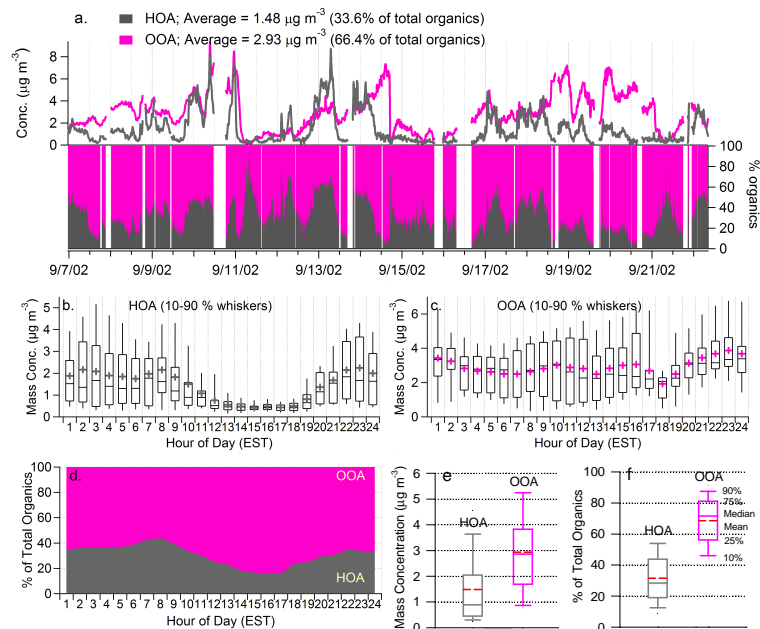 a.
HOA; Average = 1.48 µg m-3 (33.6% of total organics)
OOA; Average = 2.93 µg m-3 (66.4% of total organics)
Conc. (µg m-3)
8
6
4
2
0
100
80
60
40
20
0
% organics
9/7/02 9/9/02 9/11/02 9/13/02 9/15/02 9/17/02 9/19/02 9/21/02
b. HOA (10-90 % whiskers)
Mass Conc. (µg m-3)
5
4
3
2
1
0
1 2 3 4 5 6 7 8 9 10 11 12 13 14 15 16 17 18 19 20 21 22 23 24
Hour of Day (EST)
c. OOA (10-90 % whiskers)
Mass Conc. (µg m-3)
6
4
2
0
1 2 3 4 5 6 7 8 9 10 11 12 13 14 15 16 17 18 19 20 21 22 23 24
Hour of Day (EST)
d.
OOA
HOA
% of Total Organics
100
80
60
40
20
0
1 2 3 4 5 6 7 8 9 10 11 12 13 14 15 16 17 18 19 20 21 22 23 24
Hour of Day (EST)
e
Mass Concentration (µg m-3)
6
5
4
3
2
1
0
OOA
HOA
f
% of Total Organics
100
80
60
40
20
0
OOA
HOA
90%
75%
Median
Mean
25%
10%